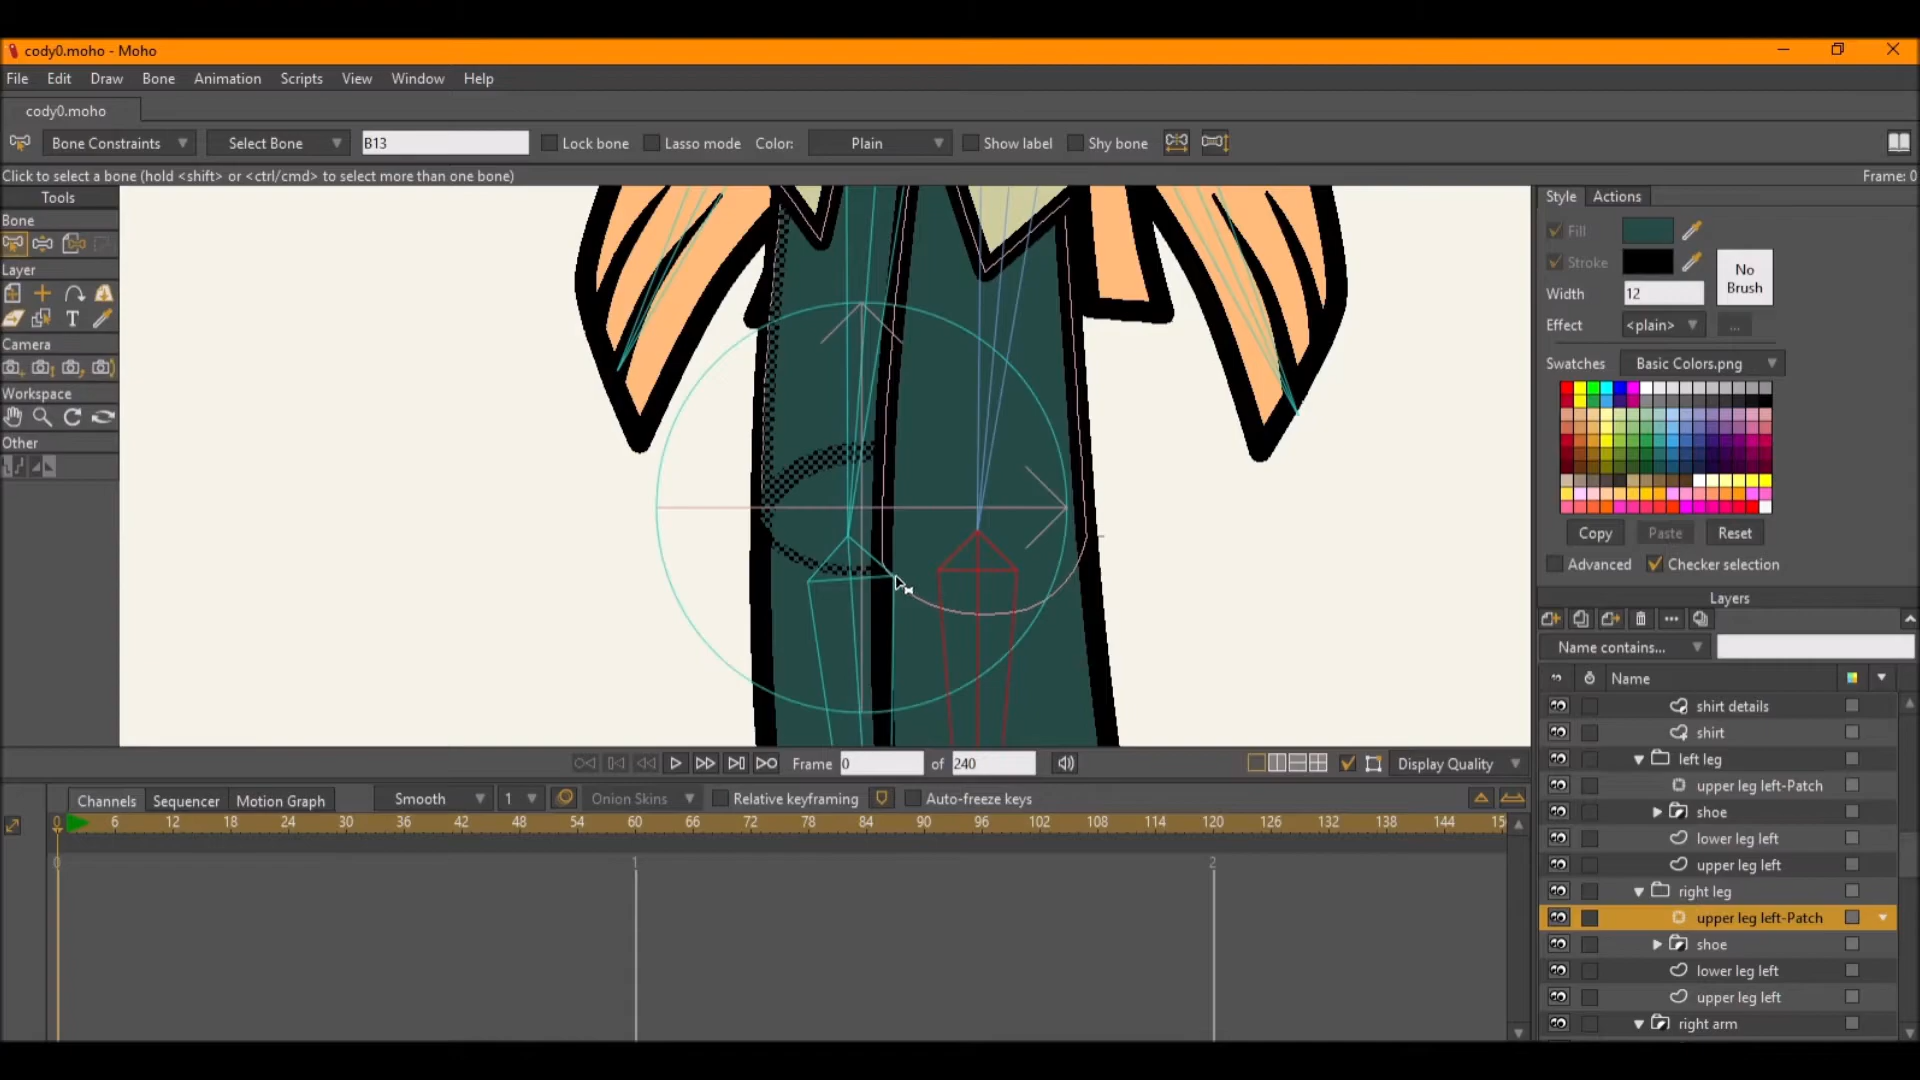 cody0.moho - Moho
File Edit Draw Bone Animation Scripts View Window Help
cody0.moho
Bone Constraints Select Bone B13 Lock bone Lasso mode Color: Plain Show label Shy bone
Click to select a bone (hold <shift> or <ctrl/cmd> to select more than one bone) Frame: 0
Tools
Bone
Layer
T
Camera
Workspace
Other
Style Actions
Fill
Stroke
No
Brush
Width 12
Effect <plain> ...
Swatches Basic Colors.png
Copy Paste Reset
Advanced Checker selection
Layers
Name contains...
Name
shirt details
shirt
left leg
upper leg left-Patch
shoe
lower leg left
upper leg left
right leg
upper leg left-Patch
shoe
lower leg left
upper leg left
right arm
Frame 0 of 240 Display Quality
Channels Sequencer Motion Graph Smooth 1 Onion Skins Relative keyframing Auto-freeze keys
0 6 12 18 24 30 36 42 48 54 60 66 72 78 84 90 96 102 108 114 120 126 132 138 144 15
0 1 2